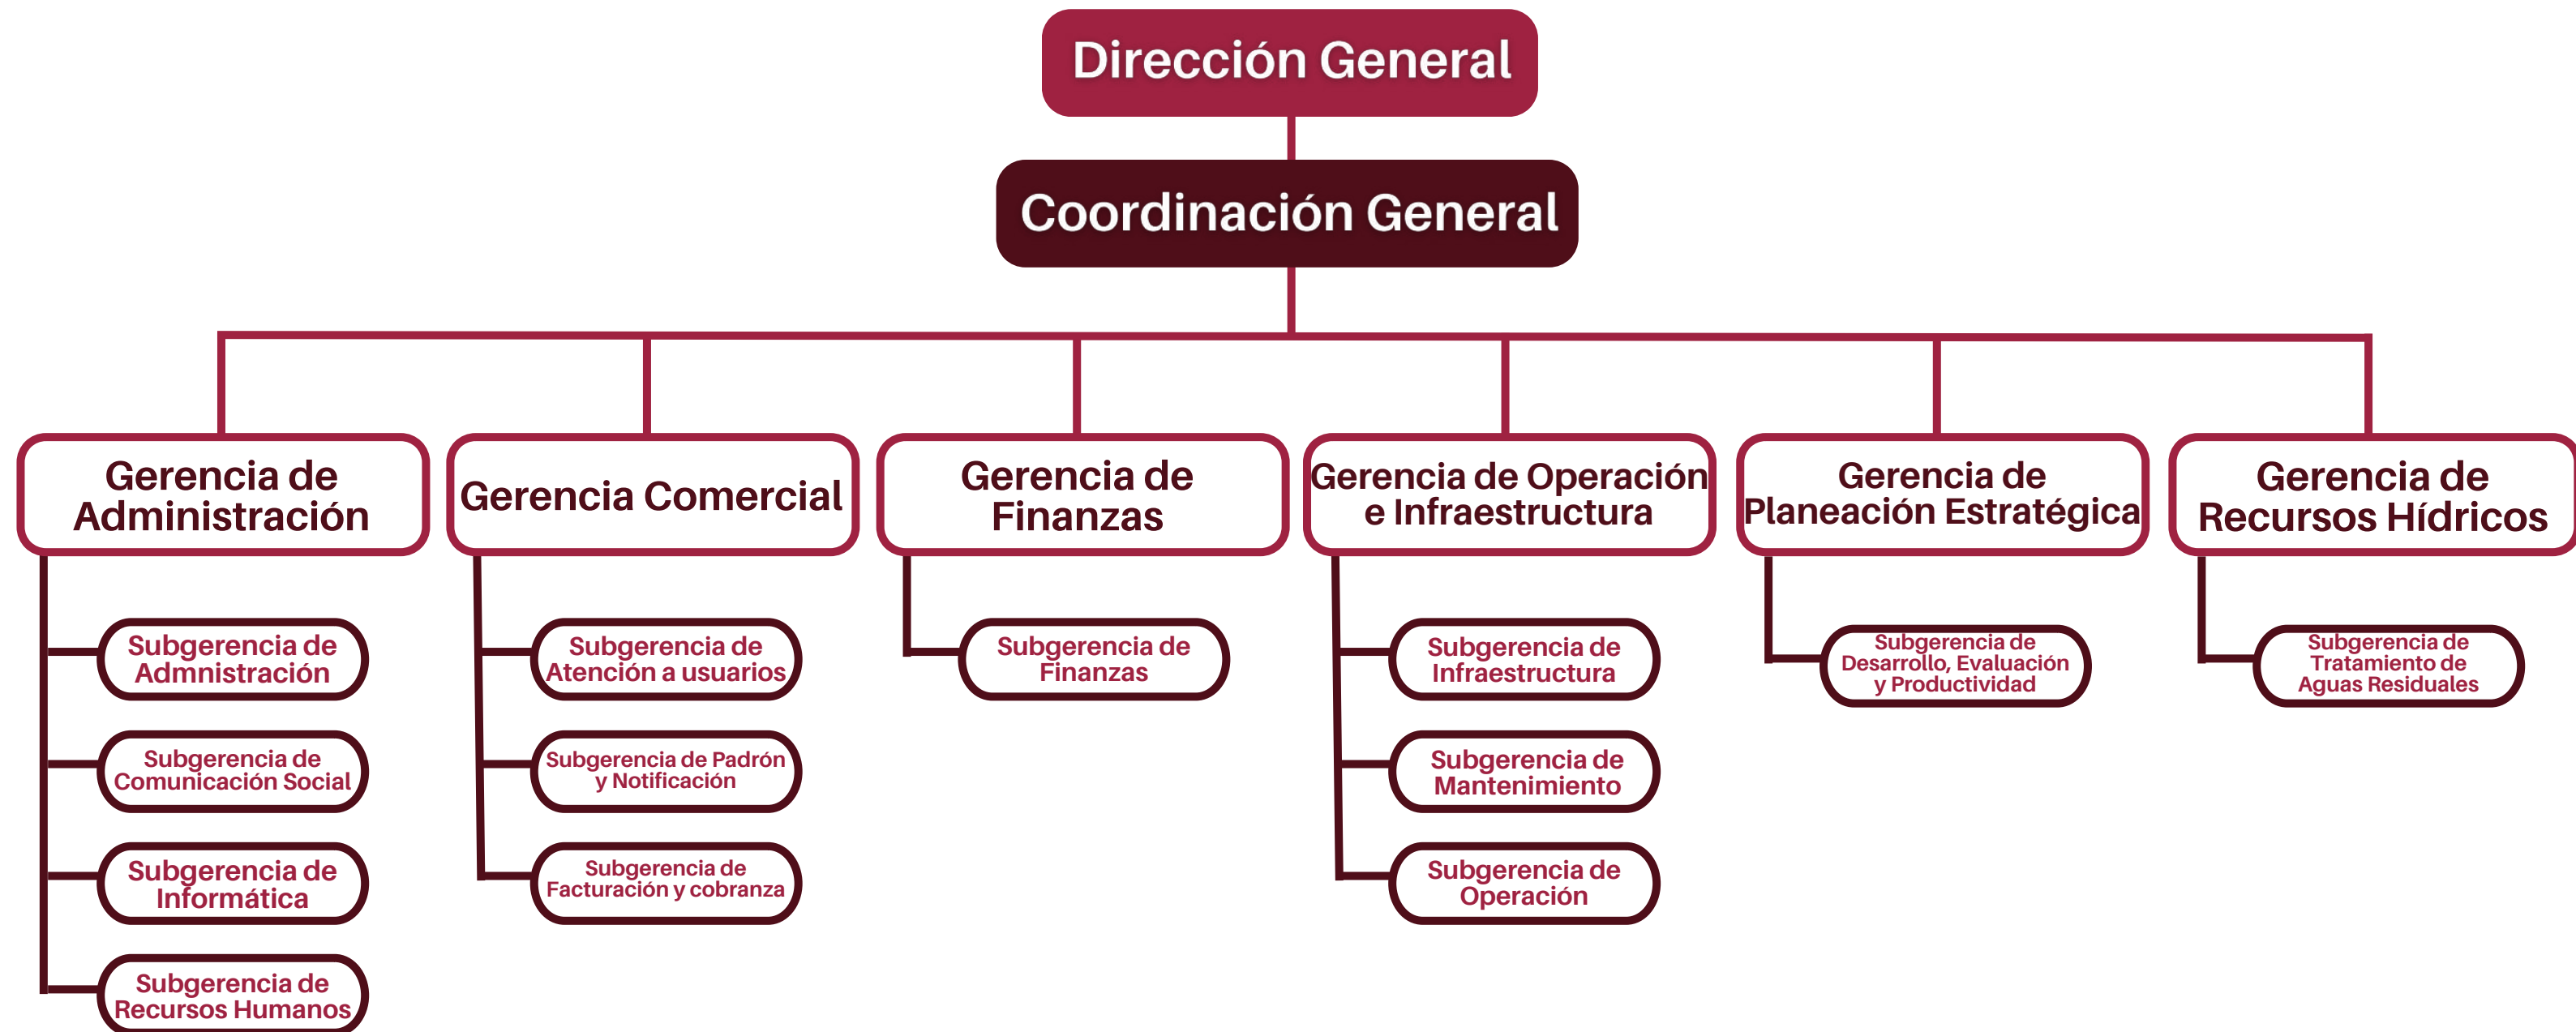 Dirección General
Coordinación General
Gerencia de
Administración
Gerencia Comercial
Gerencia de
Finanzas
Gerencia de Operación
e Infraestructura
Gerencia de
Planeación Estratégica
Gerencia de
Recursos Hídricos
Subgerencia de
Admnistración
Subgerencia de
Comunicación Social
Subgerencia de
Informática
Subgerencia de
Recursos Humanos
Subgerencia de
Atención a usuarios
Subgerencia de Padrón
y Notificación
Subgerencia de
Facturación y cobranza
Subgerencia de
Finanzas
Subgerencia de
Infraestructura
Subgerencia de
Mantenimiento
Subgerencia de
Operación
Subgerencia de
Desarrollo, Evaluación
y Productividad
Subgerencia de
Tratamiento de
Aguas Residuales